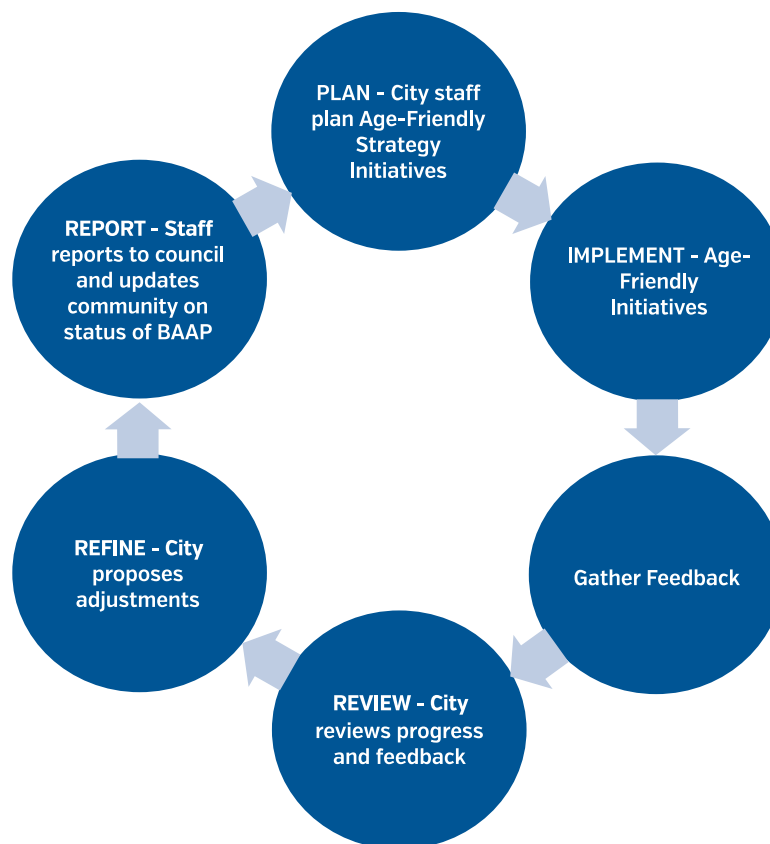 PLAN - City staff
plan Age-Friendly
Strategy
Initiatives
IMPLEMENT - Age-
Friendly
Initiatives
Gather Feedback
REVIEW - City
reviews progress
and feedback
REFINE - City
proposes
adjustments
REPORT - Staff
reports to council
and updates
community on
status of BAAP